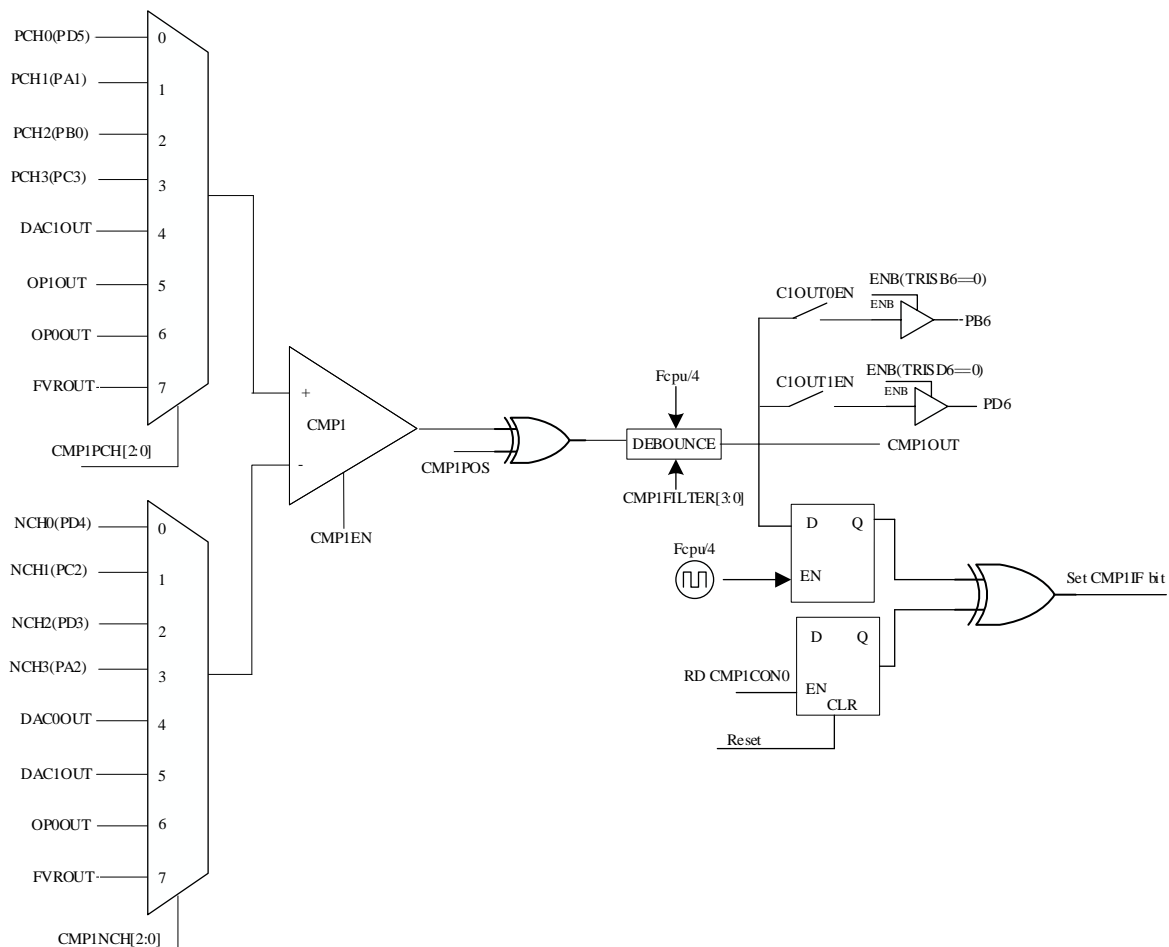 PCH0(PD5)
0
PCH1(PA1)
1
PCH2(PB0)
2
PCH3(PC3)
3
DAC1OUT
4
OP1OUT
5
OP0OUT
6
FVROUT
7
CMP1PCH[2:0]
+
CMP1
-
CMP1EN
CMP1POS
Fcpu/4
DEBOUNCE
CMP1FILTER[3:0]
C1OUT0EN
ENB(TRISB6==0)
ENB
PB6
C1OUT1EN
ENB(TRISD6==0)
ENB
PD6
CMP1OUT
NCH0(PD4)
0
NCH1(PC2)
1
NCH2(PD3)
2
NCH3(PA2)
3
DAC0OUT
4
DAC1OUT
5
OP0OUT
6
FVROUT
7
CMP1NCH[2:0]
D Q
Fcpu/4
EN
Set CMP1IF bit
D Q
RD CMP1CON0
EN
CLR
Reset